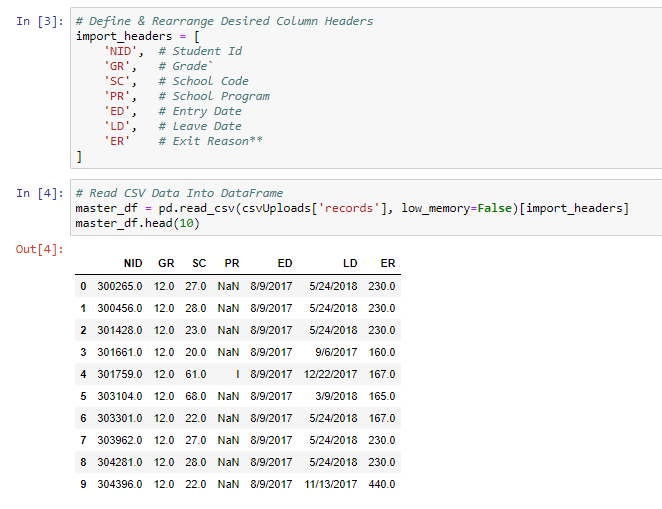 In [3]: # Define & Rearrange Desired Column Headers
import_headers = [
'NID', # Student Id
'GR', # Grade`
'SC', # School Code
'PR', # School Program
'ED', # Entry Date
'LD', # Leave Date
'ER' # Exit Reason**
]
In [4]: # Read CSV Data Into DataFrame
master_df = pd.read_csv(csvUploads['records'], low_memory=False)[import_headers]
master_df.head(10)
Out[4]:
NID GR SC PR ED LD ER
0 300265.0 12.0 27.0 NaN 8/9/2017 5/24/2018 230.0
1 300456.0 12.0 28.0 NaN 8/9/2017 5/24/2018 230.0
2 301428.0 12.0 23.0 NaN 8/9/2017 5/24/2018 230.0
3 301661.0 12.0 20.0 NaN 8/9/2017 9/6/2017 160.0
4 301759.0 12.0 61.0 I 8/9/2017 12/22/2017 167.0
5 303104.0 12.0 68.0 NaN 8/9/2017 3/9/2018 165.0
6 303301.0 12.0 22.0 NaN 8/9/2017 5/24/2018 167.0
7 303962.0 12.0 27.0 NaN 8/9/2017 5/24/2018 230.0
8 304281.0 12.0 28.0 NaN 8/9/2017 5/24/2018 230.0
9 304396.0 12.0 22.0 NaN 8/9/2017 11/13/2017 440.0